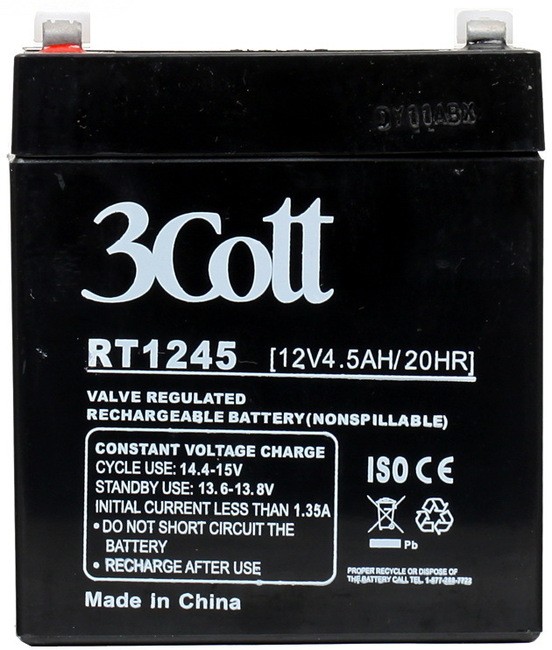 DY11ABX
3Cott
RT1245 [12V4.5AH/20HR]
VALVE REGULATED
RECHARGEABLE BATTERY(NONSPILLABLE)
CONSTANT VOLTAGE CHARGE
CYCLE USE: 14.4-15V
STANDBY USE: 13.6-13.8V
INITIAL CURRENT LESS THAN 1.35A
• DO NOT SHORT CIRCUIT THE
BATTERY
• RECHARGE AFTER USE
ISO CE
Pb
PROPER RECYCLE OR DISPOSE OF
THE BATTERY CALL TEL.
Made in China